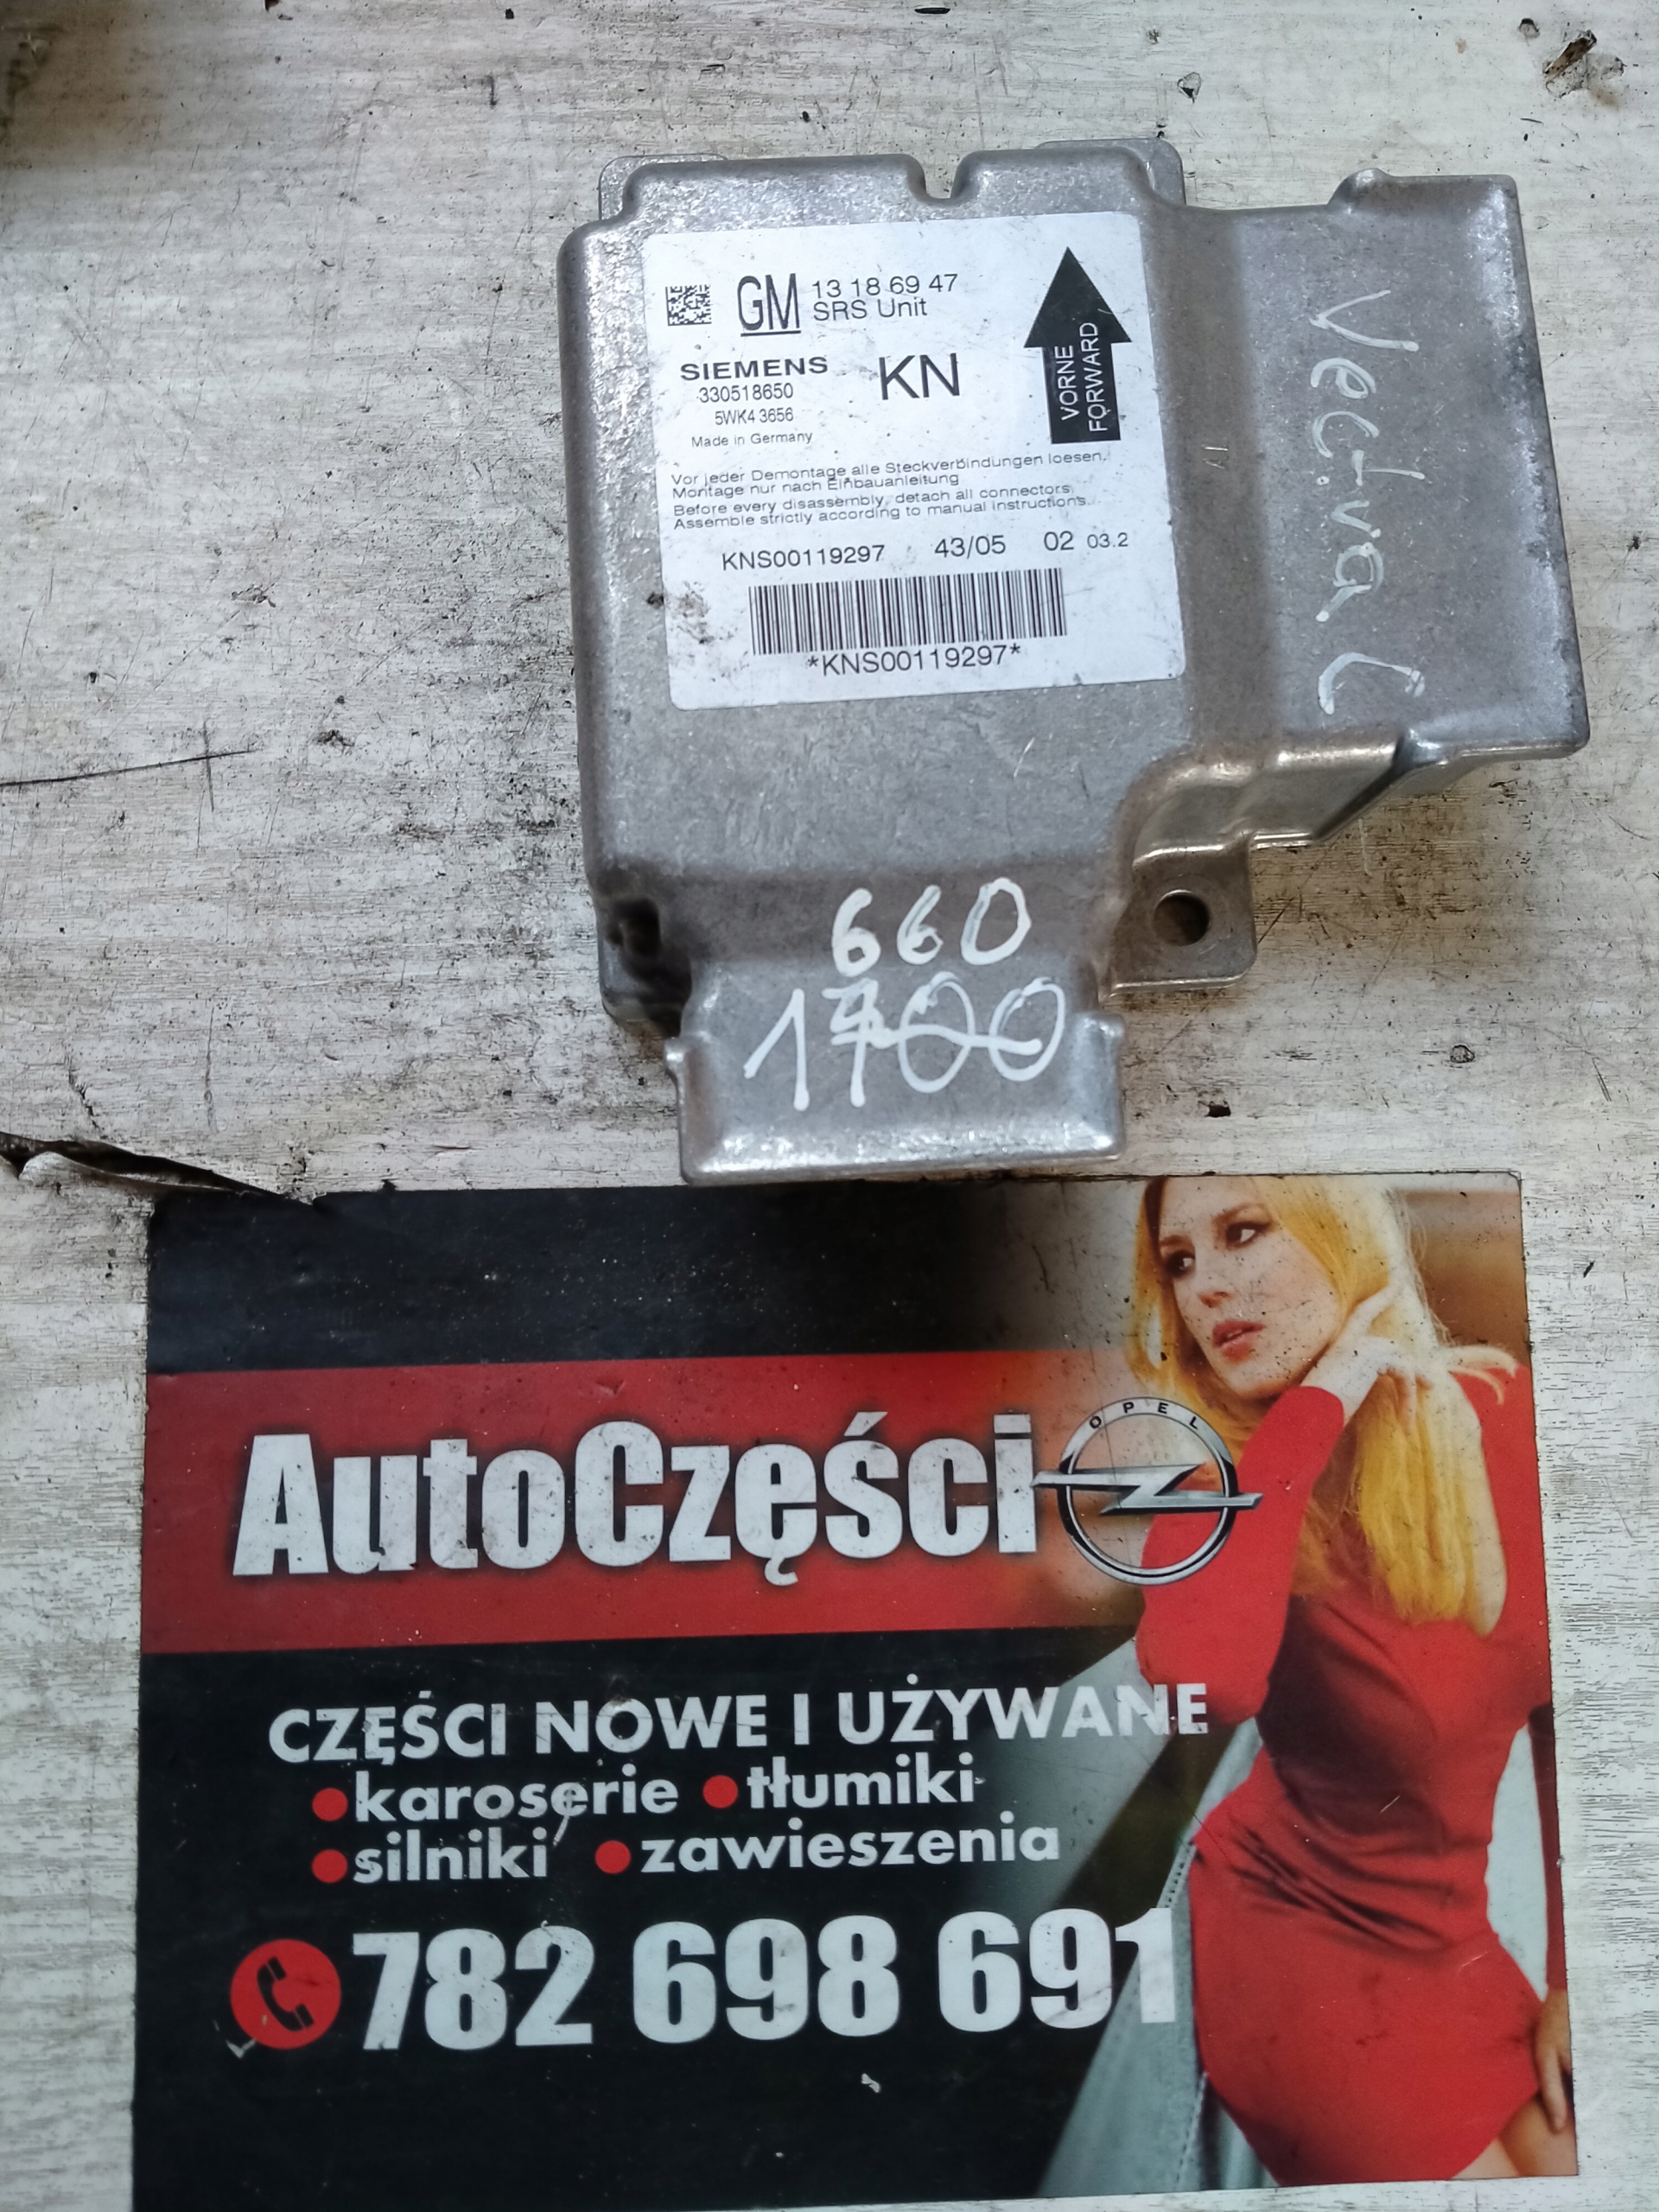 GM 13 18 69 47
SRS Unit
SIEMENS KN
330518650
5WK4 3656
Made in Germany
VORNE
FORWARD
Vor jeder Demontage alle Steckverbindungen loesen.
Montage nur nach Einbauanleitung
Before every disassembly, detach all connectors.
Assemble strictly according to manual instructions.
KNS00119297 43/05 02 03.2
*KNS00119297*
Vectra C
660
AutoCzęści
OPEL
CZĘŚCI NOWE I UŻYWANE
karoserie tłumiki
silniki zawieszenia
782 698 691